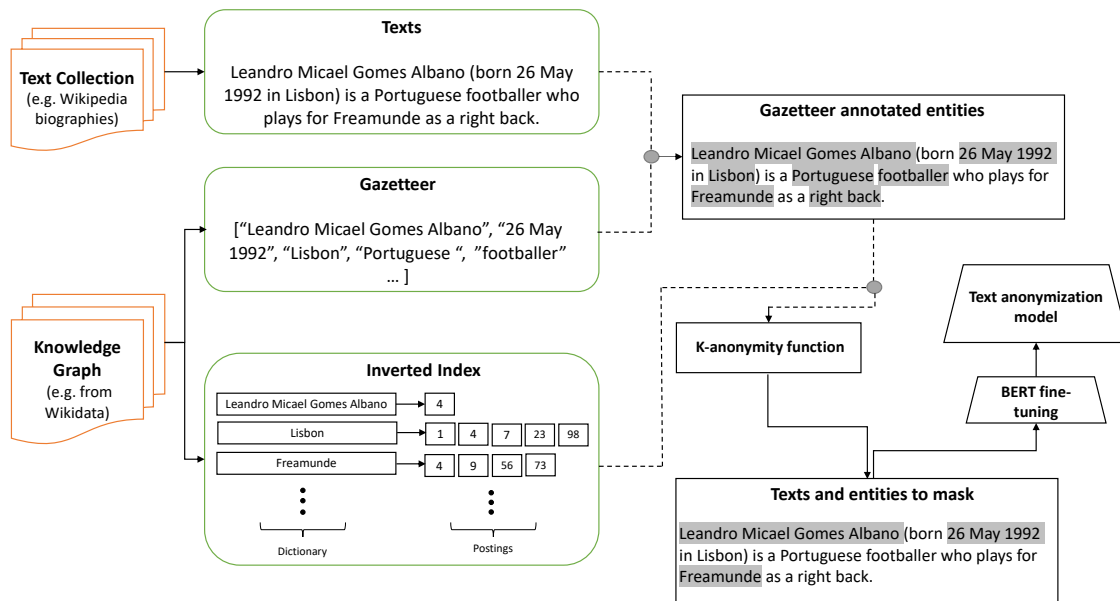 Text Collection
(e.g. Wikipedia
biographies)
Texts
Leandro Micael Gomes Albano (born 26 May
1992 in Lisbon) is a Portuguese footballer who
plays for Freamunde as a right back.
Gazetteer
[“Leandro Micael Gomes Albano”, “26 May
1992”, “Lisbon”, “Portuguese “, ”footballer”
... ]
Knowledge
Graph
(e.g. from
Wikidata)
Inverted Index
Leandro Micael Gomes Albano 4
Lisbon 1 4 7 23 98
Freamunde 4 9 56 73
Dictionary
Postings
Gazetteer annotated entities
Leandro Micael Gomes Albano (born 26 May 1992
in Lisbon) is a Portuguese footballer who plays for
Freamunde as a right back.
K-anonymity function
Text anonymization
model
BERT fine-
tuning
Texts and entities to mask
Leandro Micael Gomes Albano (born 26 May 1992
in Lisbon) is a Portuguese footballer who plays for
Freamunde as a right back.